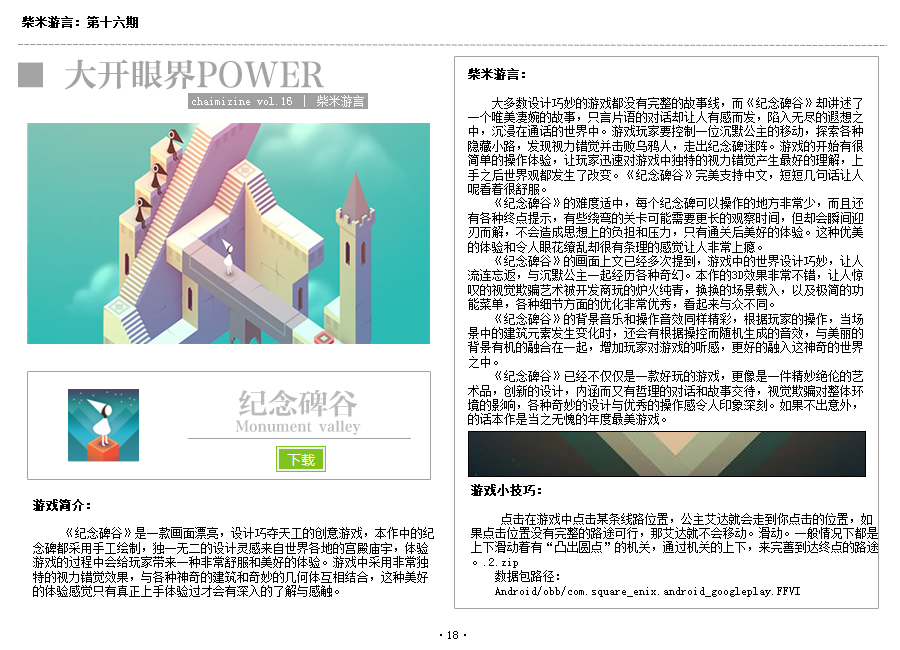 柴米游言：第十六期
大开眼界POWER
chaimizine vol.16 | 柴米游言
纪念碑谷
Monument valley
下载
游戏简介：
《纪念碑谷》是一款画面漂亮，设计巧夺天工的创意游戏，本作中的纪
念碑都采用手工绘制，独一无二的设计灵感来自世界各地的宫殿庙宇，体验
游戏的过程中会给玩家带来一种非常舒服和美好的体验。游戏中采用非常独
特的视力错觉效果，与各种神奇的建筑和奇妙的几何体互相结合，这种美好
的体验感觉只有真正上手体验过才会有深入的了解与感触。
柴米游言：
大多数设计巧妙的游戏都没有完整的故事线，而《纪念碑谷》却讲述了
一个唯美凄婉的故事，只言片语的对话却让人有感而发，陷入无尽的遐想之
中，沉浸在通话的世界中。游戏玩家要控制一位沉默公主的移动，探索各种
隐藏小路，发现视力错觉并击败乌鸦人，走出纪念碑迷阵。游戏的开始有很
简单的操作体验，让玩家迅速对游戏中独特的视力错觉产生最好的理解，上
手之后世界观都发生了改变。《纪念碑谷》完美支持中文，短短几句话让人
呢看着很舒服。
《纪念碑谷》的难度适中，每个纪念碑可以操作的地方非常少，而且还
有各种终点提示，有些绕弯的关卡可能需要更长的观察时间，但却会瞬间迎
刃而解，不会造成思想上的负担和压力，只有通关后美好的体验。这种优美
的体验和令人眼花缭乱却很有条理的感觉让人非常上瘾。
《纪念碑谷》的画面上文已经多次提到，游戏中的世界设计巧妙，让人
流连忘返，与沉默公主一起经历各种奇幻。本作的3D效果非常不错，让人惊
叹的视觉欺骗艺术被开发商玩的炉火纯青，换换的场景载入，以及极简的功
能菜单，各种细节方面的优化非常优秀，看起来与众不同。
《纪念碑谷》的背景音乐和操作音效同样精彩，根据玩家的操作，当场
景中的建筑元素发生变化时，还会有根据操控而随机生成的音效，与美丽的
背景有机的融合在一起，增加玩家对游戏的听感，更好的融入这神奇的世界
之中。
《纪念碑谷》已经不仅仅是一款好玩的游戏，更像是一件精妙绝伦的艺
术品，创新的设计，内涵而又有哲理的对话和故事交待，视觉欺骗对整体环
境的影响，各种奇妙的设计与优秀的操作感令人印象深刻。如果不出意外，
的话本作是当之无愧的年度最美游戏。
游戏小技巧：
点击在游戏中点击某条线路位置，公主艾达就会走到你点击的位置，如
果点击位置没有完整的路途可行，那艾达就不会移动。滑动。一般情况下都是
上下滑动着有“凸出圆点”的机关，通过机关的上下，来完善到达终点的路途
。.2.zip
数据包路径：
Android/obb/com.square_enix.android_googleplay.FFVI
·18·